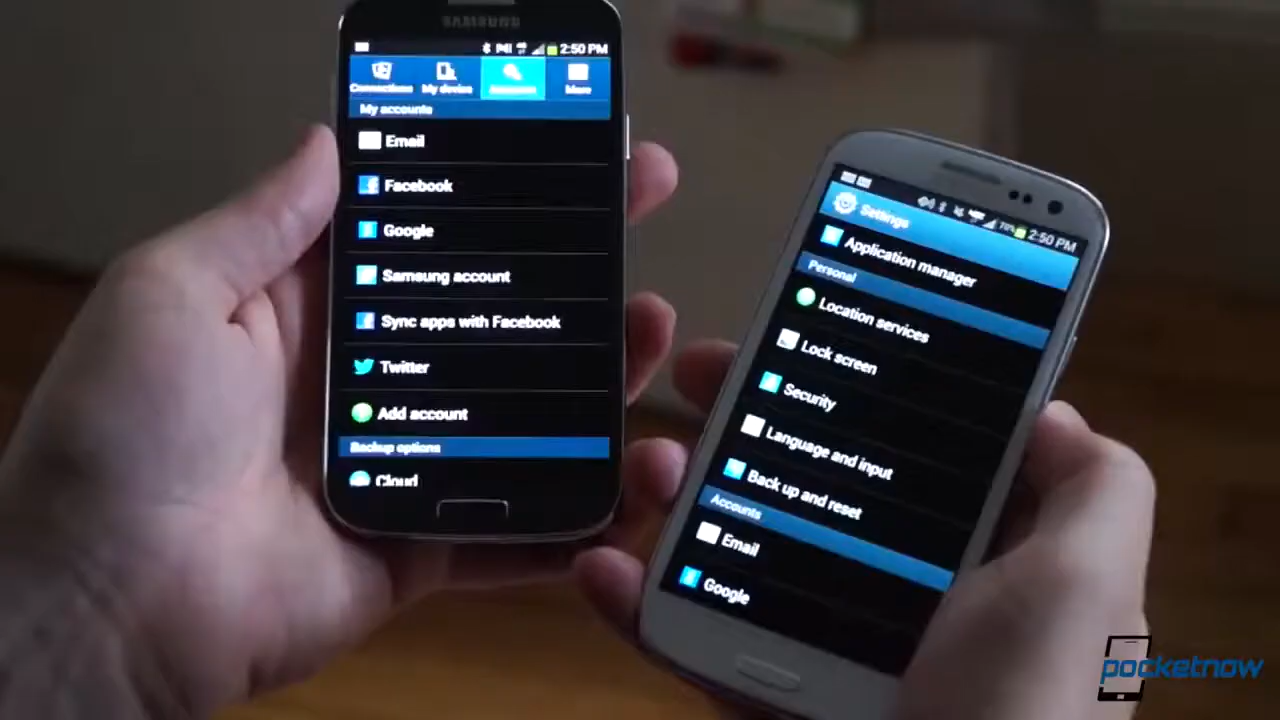 SAMSUNG
2:50 PM
Connections My device Accounts More
My accounts
Email
Facebook
Google
Samsung account
Sync apps with Facebook
Twitter
Add account
Backup options
Cloud
2:50 PM
Settings
Application manager
Personal
Location services
Lock screen
Security
Language and input
Back up and reset
Accounts
Email
Google
pocketnow